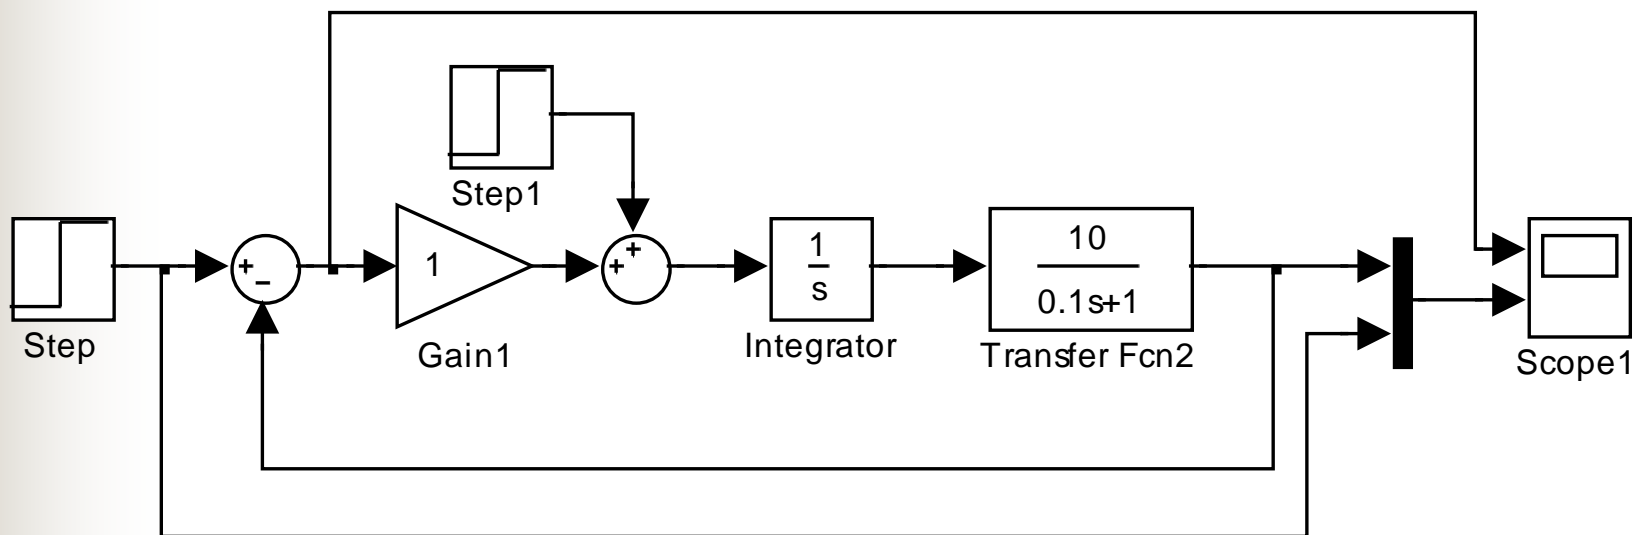 Step1
Step
+
−
1
Gain1
+
+
1
s
Integrator
10
0.1s+1
Transfer Fcn2
Scope1